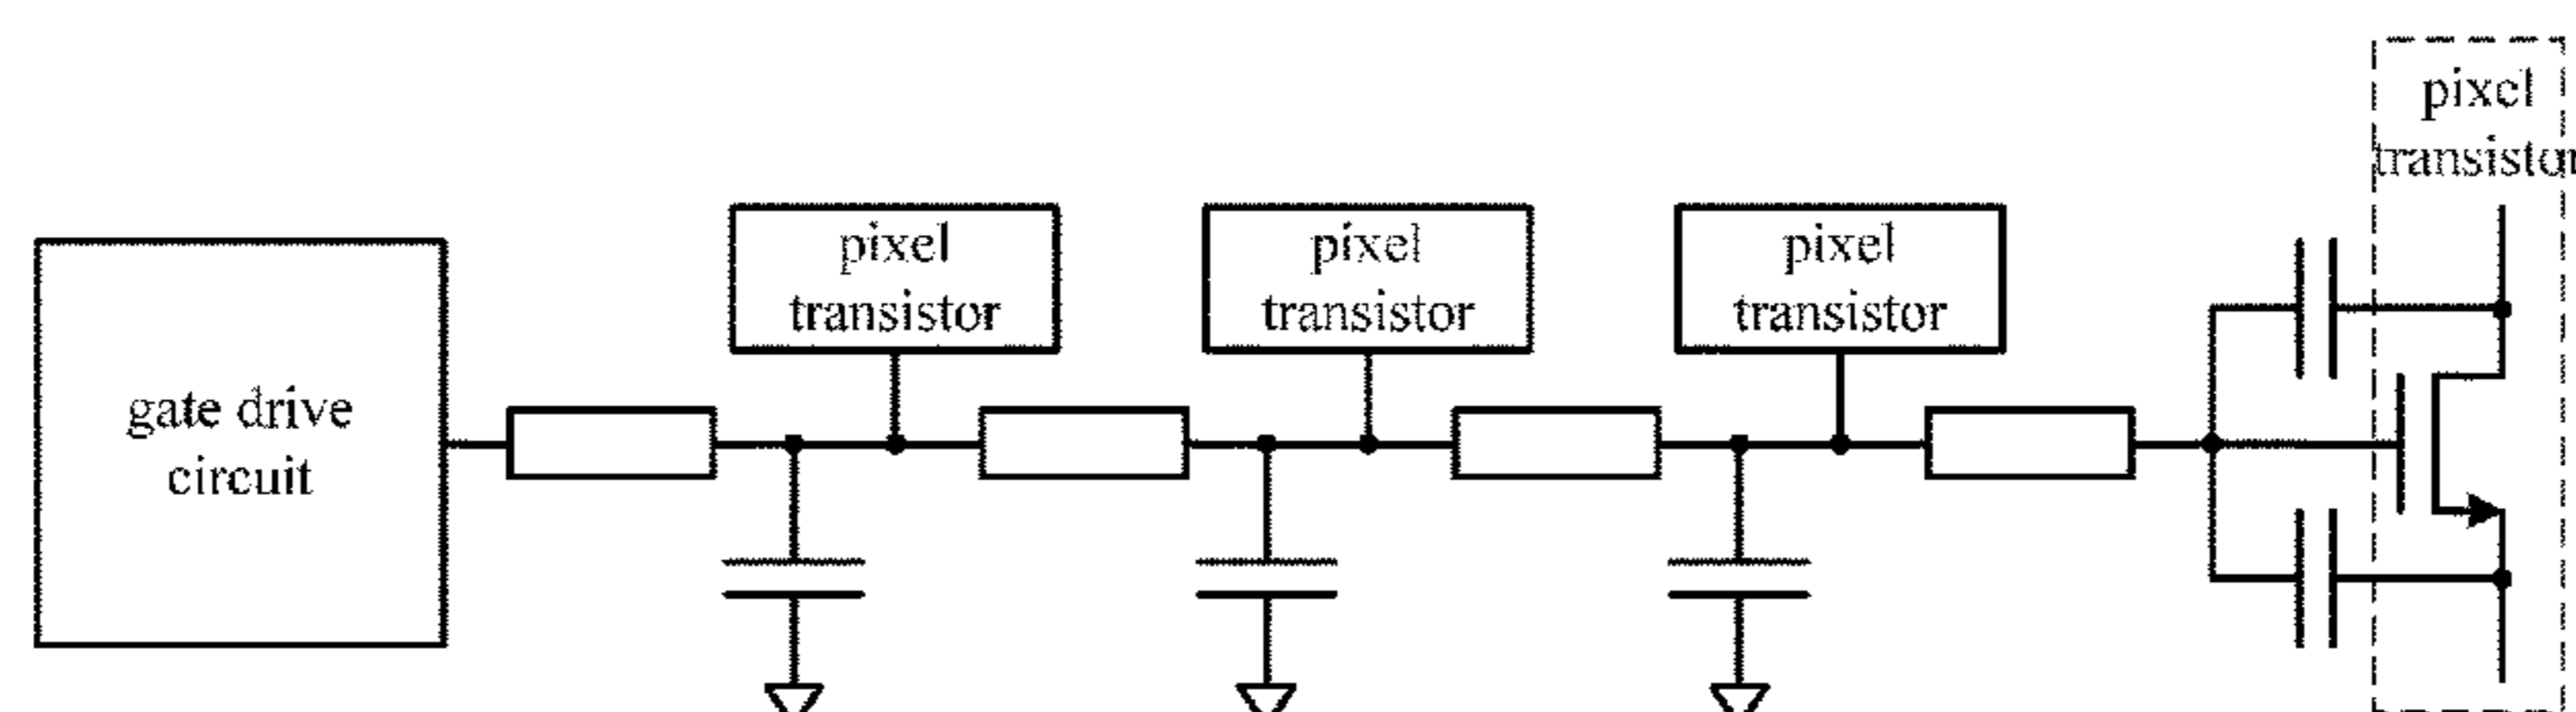 gate drive
circuit
pixel
transistor
pixel
transistor
pixel
transistor
pixel
transistor